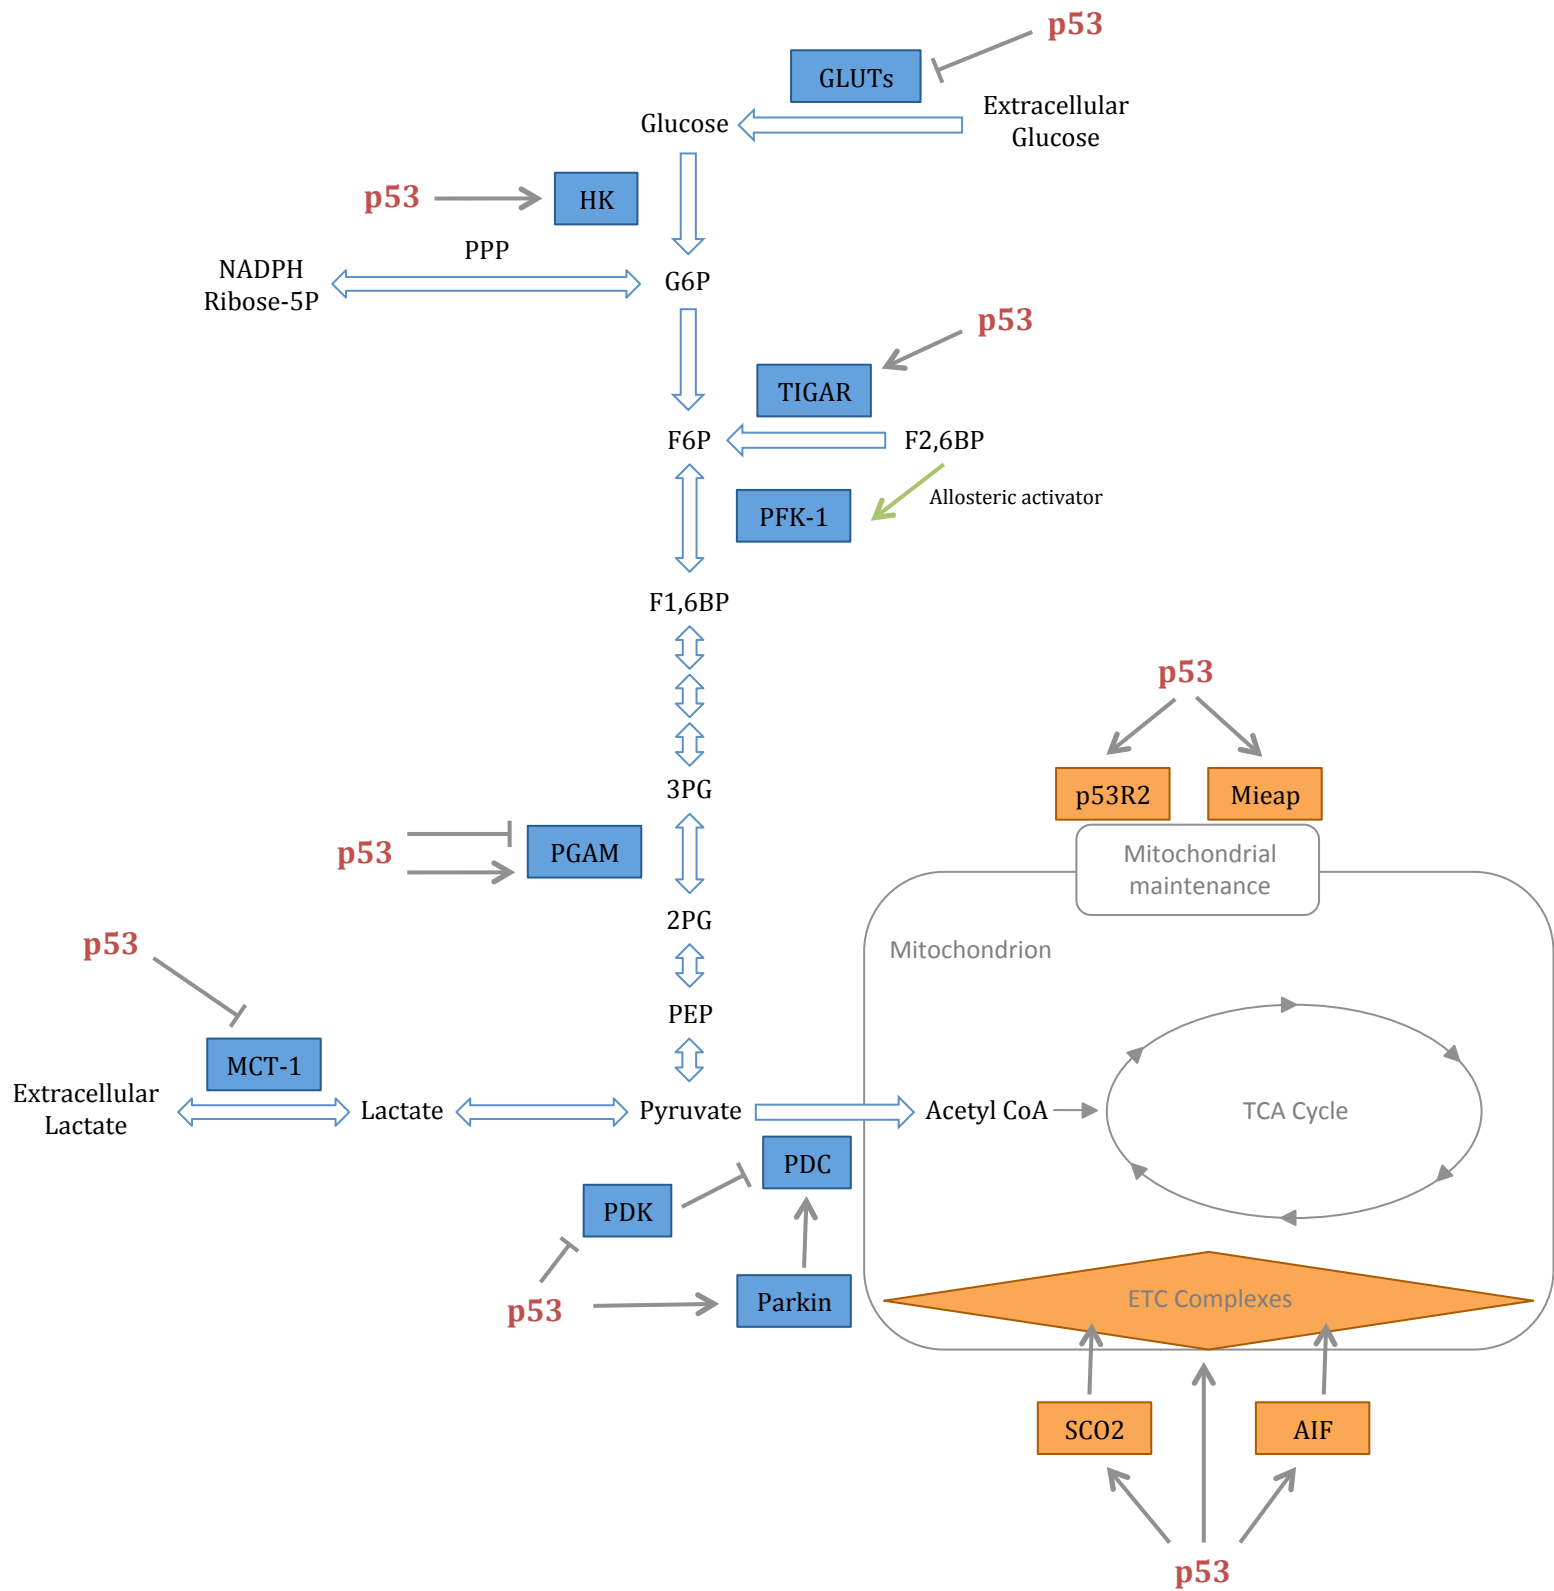 p53
GLUTs
Extracellular
Glucose
Glucose
p53
HK
PPP
NADPH
Ribose-5P
G6P
p53
TIGAR
F6P
F2,6BP
Allosteric activator
PFK-1
F1,6BP
p53
p53R2
Mieap
3PG
p53
PGAM
Mitochondrial
maintenance
2PG
p53
Mitochondrion
PEP
MCT-1
Extracellular
Lactate
Lactate
Pyruvate
Acetyl CoA
TCA Cycle
PDC
PDK
p53
Parkin
ETC Complexes
SCO2
AIF
p53